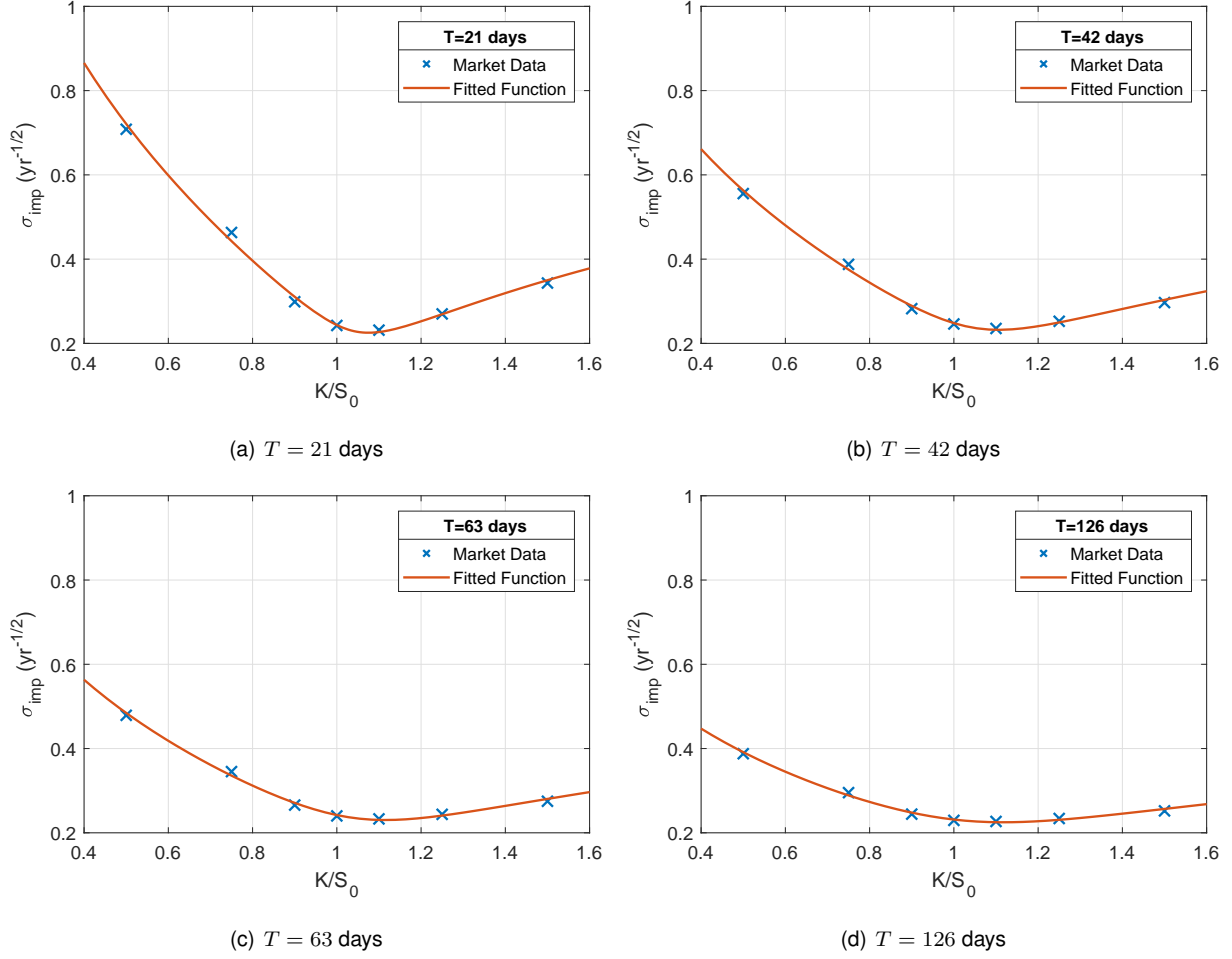 T=21 days
Market Data
Fitted Function
1
0.8
0.6
0.4
0.2
σimp (yr-1/2)
0.4 0.6 0.8 1 1.2 1.4 1.6
K/S0
(a) T = 21 days
T=42 days
Market Data
Fitted Function
1
0.8
0.6
0.4
0.2
σimp (yr-1/2)
0.4 0.6 0.8 1 1.2 1.4 1.6
K/S0
(b) T = 42 days
T=63 days
Market Data
Fitted Function
1
0.8
0.6
0.4
0.2
σimp (yr-1/2)
0.4 0.6 0.8 1 1.2 1.4 1.6
K/S0
(c) T = 63 days
T=126 days
Market Data
Fitted Function
1
0.8
0.6
0.4
0.2
σimp (yr-1/2)
0.4 0.6 0.8 1 1.2 1.4 1.6
K/S0
(d) T = 126 days